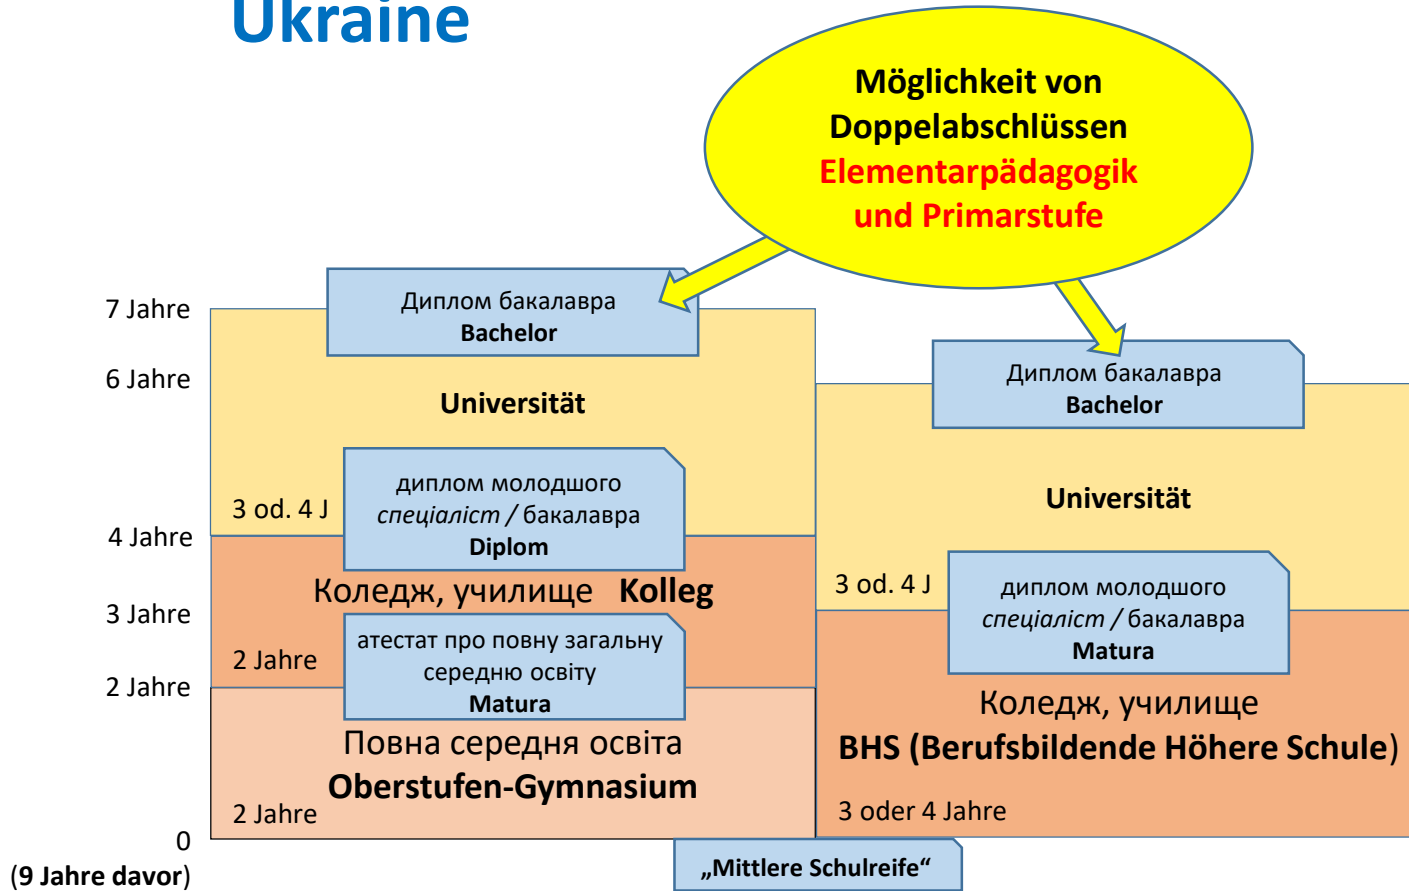 Ukraine
Möglichkeit von
Doppelabschlüssen
Elementarpädagogik
und Primarstufe
7 Jahre
6 Jahre
4 Jahre
3 Jahre
2 Jahre
0
(9 Jahre davor)
Диплом бакалавра
Bachelor
Universität
3 od. 4 J
диплом молодшого
спеціаліст / бакалавра
Diplom
Коледж, училище Kolleg
2 Jahre
атестат про повну загальну
середню освіту
Matura
Повна середня освіта
Oberstufen-Gymnasium
2 Jahre
Диплом бакалавра
Bachelor
Universität
3 od. 4 J
диплом молодшого
спеціаліст / бакалавра
Matura
Коледж, училище
BHS (Berufsbildende Höhere Schule)
3 oder 4 Jahre
„Mittlere Schulreife“